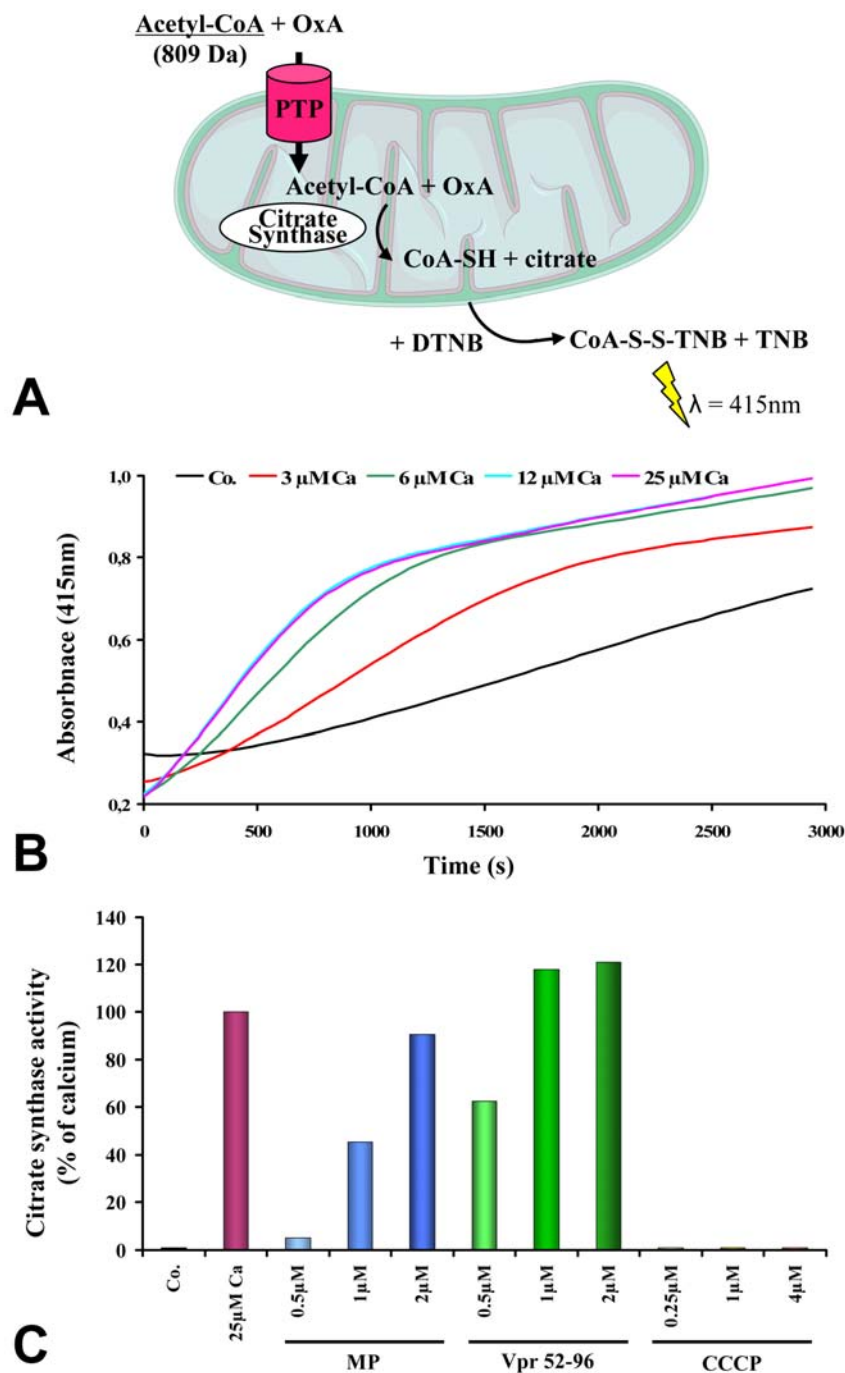 Acetyl-CoA + OxA
(809 Da)
PTP
Acetyl-CoA + OxA
Citrate
Synthase
CoA-SH + citrate
+ DTNB
CoA-S-S-TNB + TNB
λ = 415nm
A
Co. 3 µM Ca 6 µM Ca 12 µM Ca 25 µM Ca
Absorbnace (415nm)
1,0
0,8
0,6
0,4
0,2
0 500 1000 1500 2000 2500 3000
Time (s)
B
Citrate synthase activity
(% of calcium)
140
120
100
80
60
40
20
0
Co. 25µM Ca 0.5µM 1µM 2µM 0.5µM 1µM 2µM 0.25µM 1µM 4µM
MP Vpr 52-96 CCCP
C